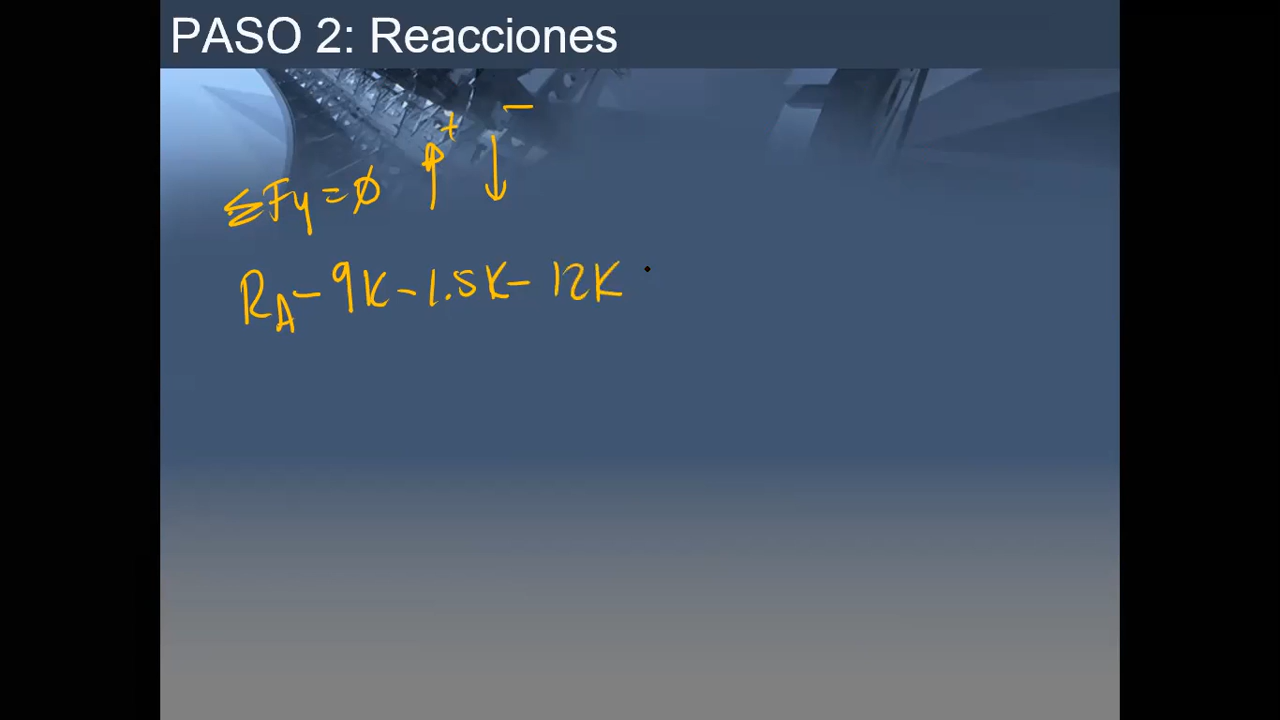 PASO 2: Reacciones
+ -
ΣFy=∅ ↑ ↓
RA-9K-1.5K-12K